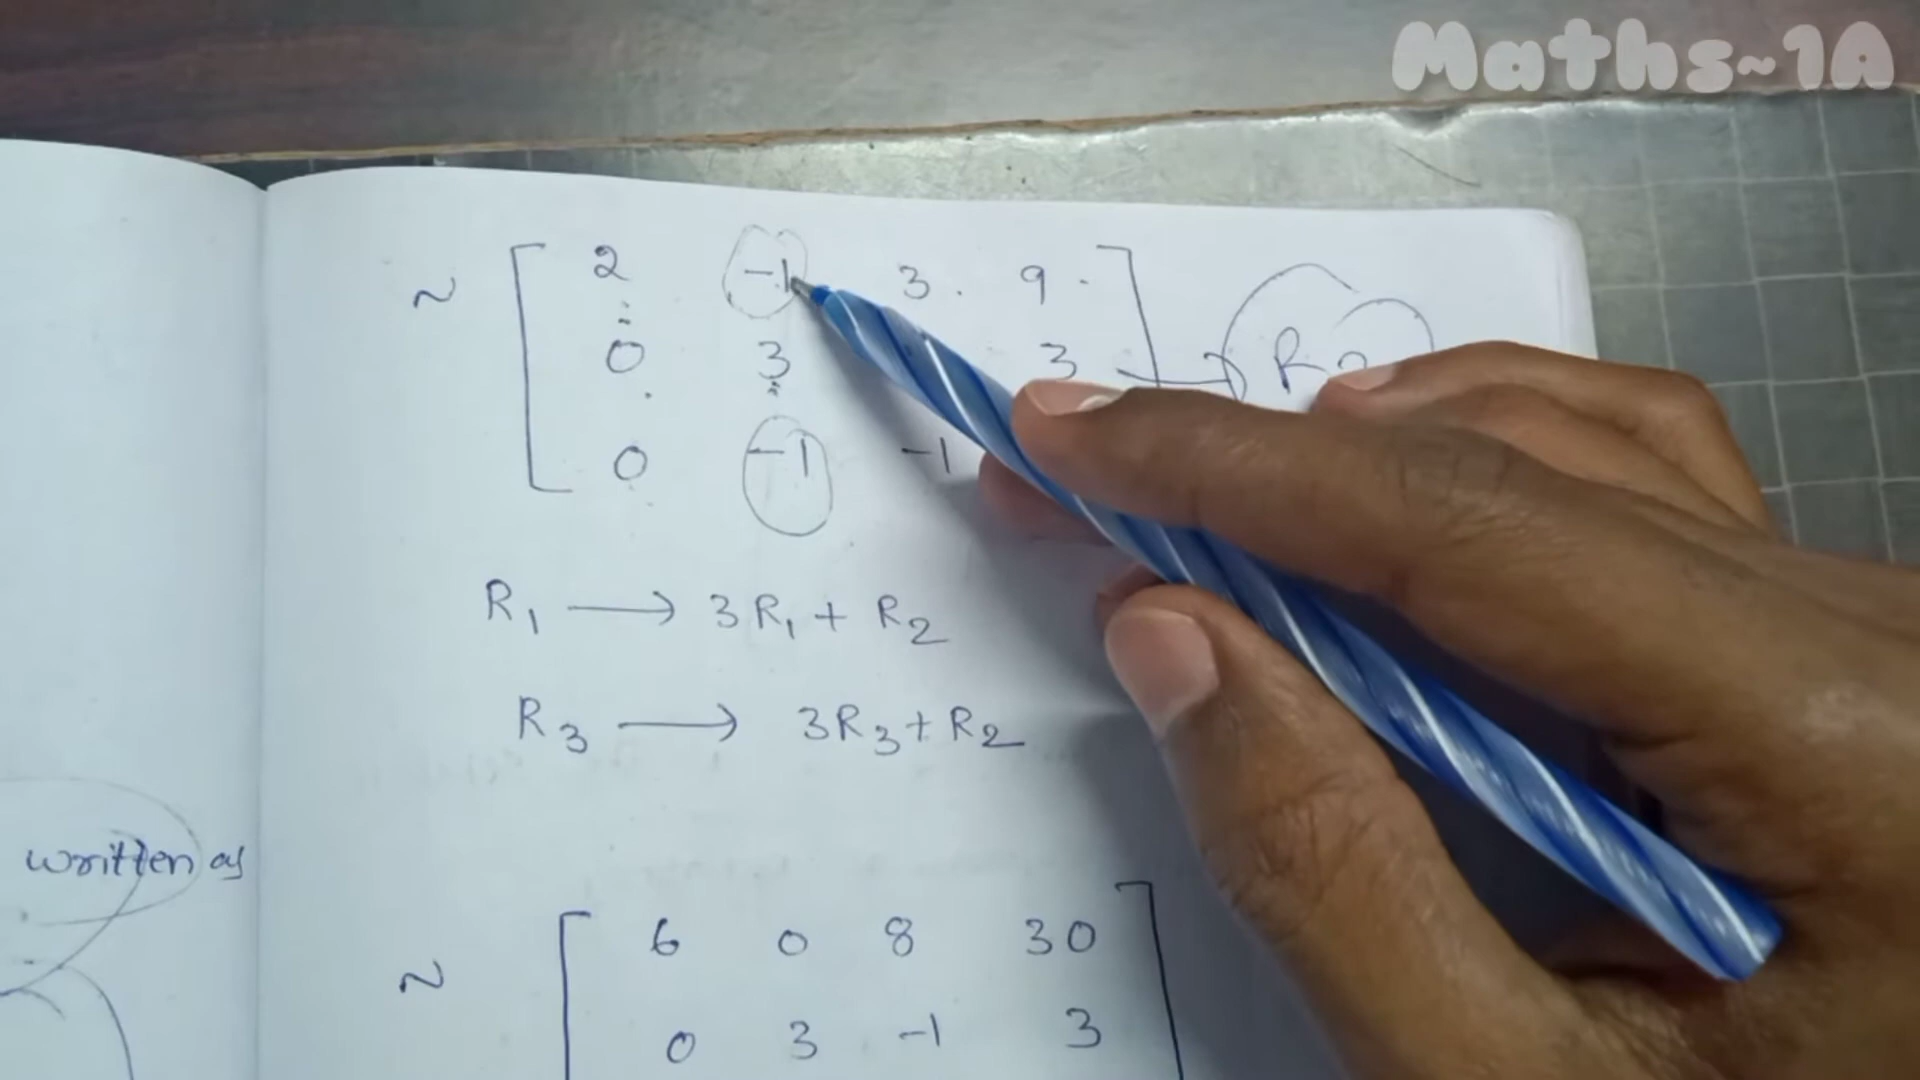 Maths~1A
~ [ 2 -1 3 . 9 . ]
0 3 3 → R2
0 -1 -1
R1 → 3R1 + R2
R3 → 3R3 + R2
written as
~ [ 6 0 8 30 ]
0 3 -1 3